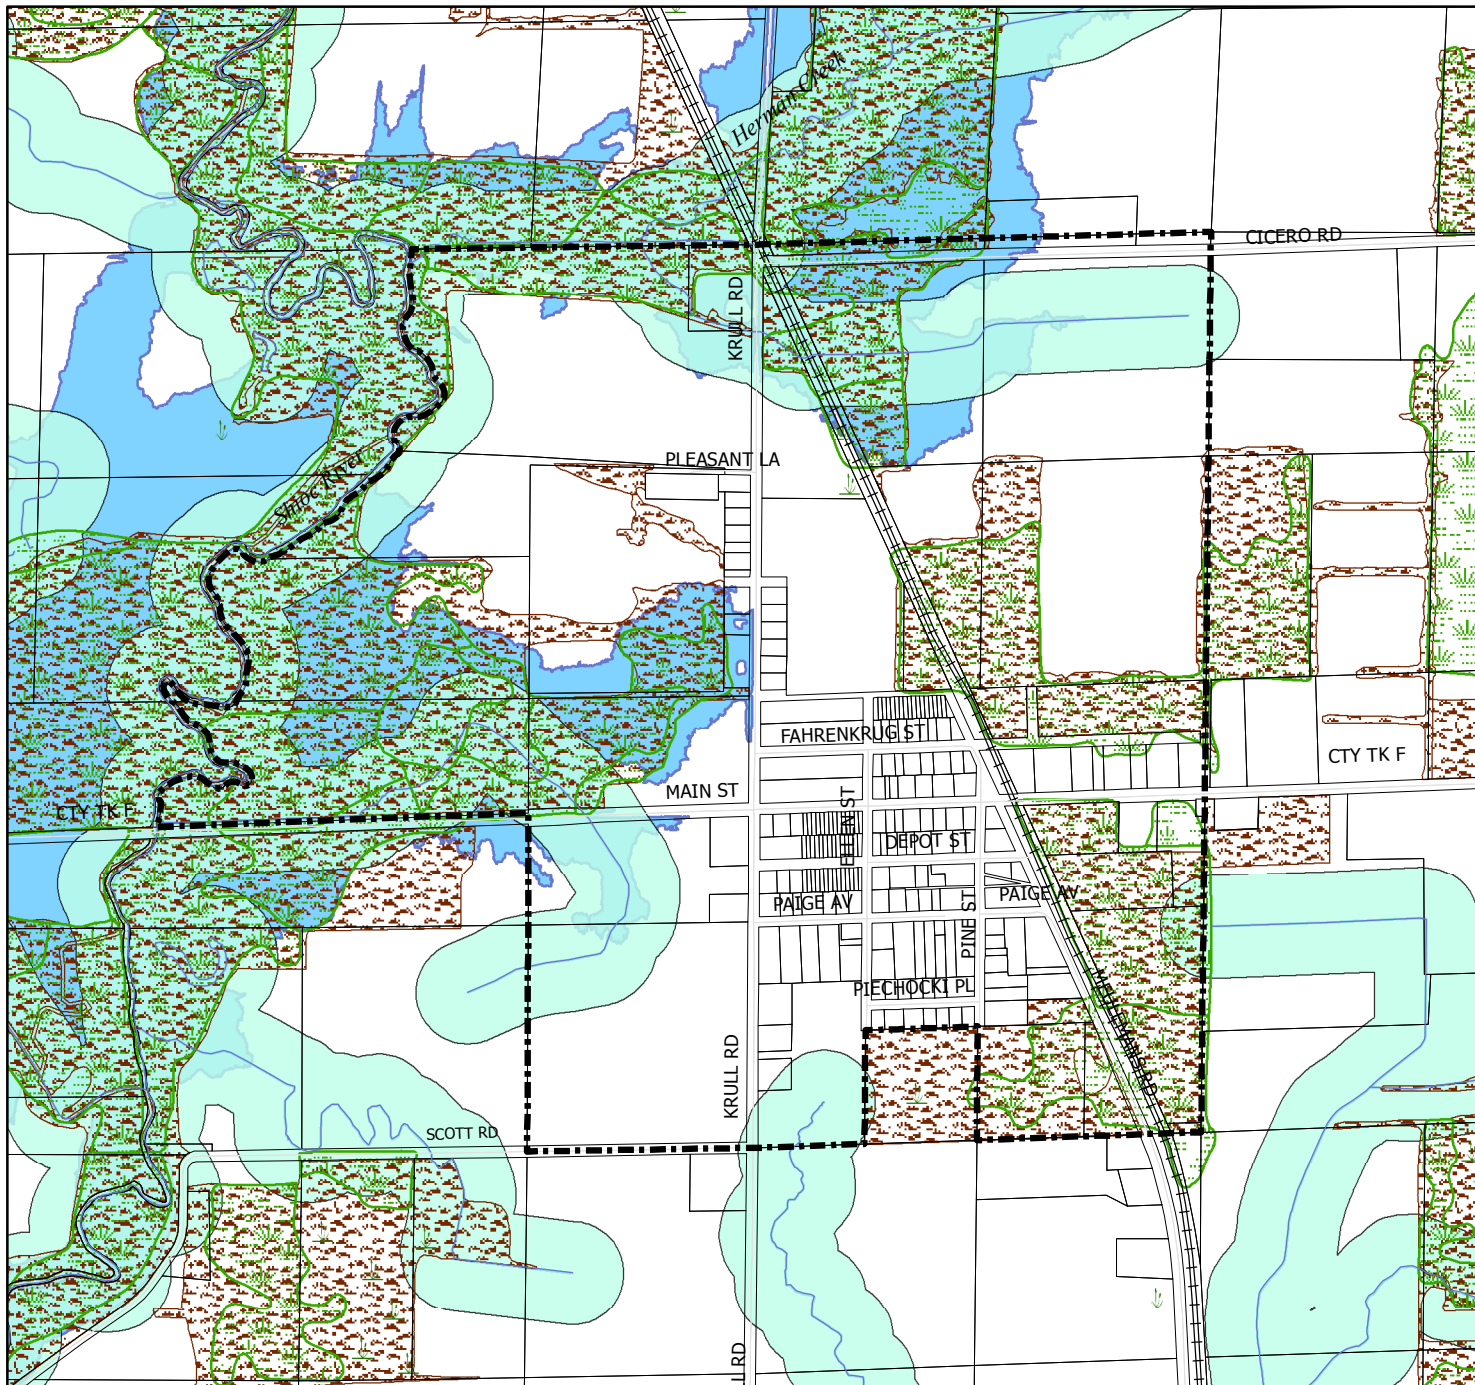 Herman Creek
CICERO RD
KRULL RD
PLEASANT LA
Shioc River
FAHRENKRUG ST
CTY TK F
MAIN ST
CTY TK F
ELLEN ST
DEPOT ST
PAIGE AV
PAIGE AV
PINE ST
PIECHOCKI PL
KRULL RD
SCOTT RD
RD